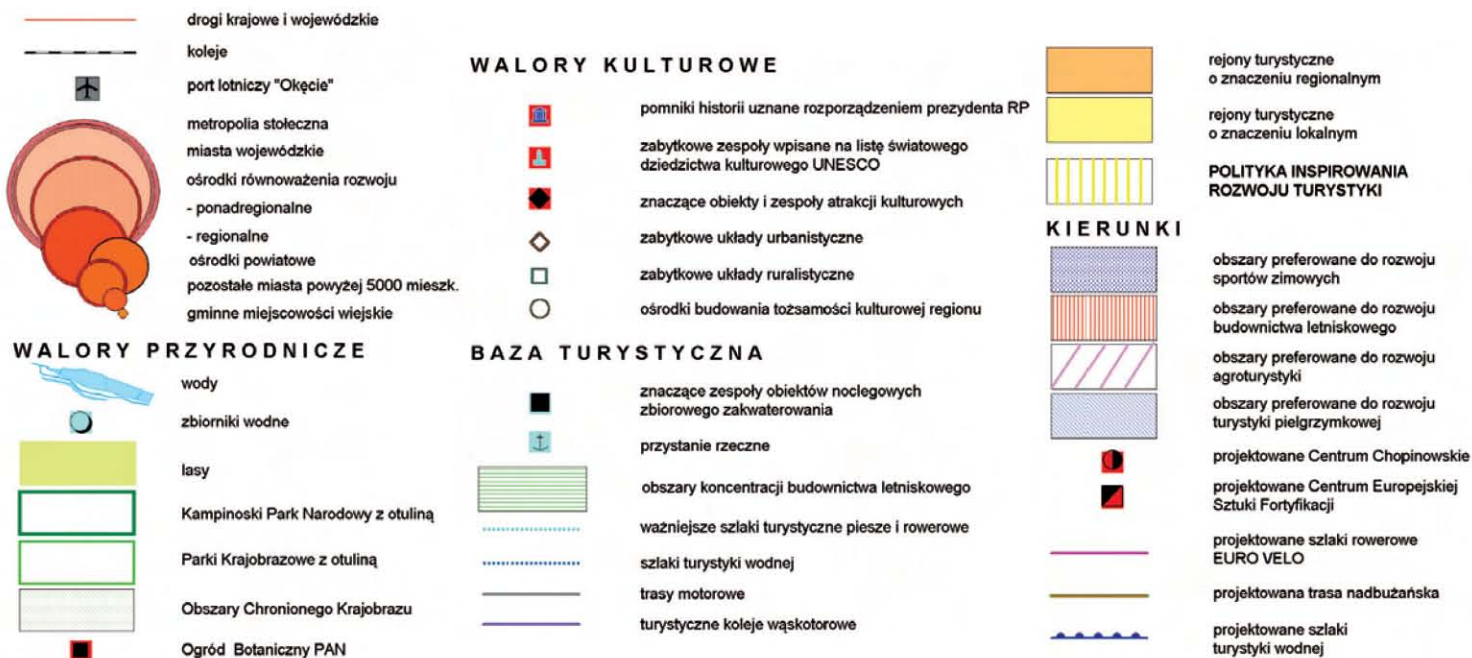 drogi krajowe i wojewódzkie
koleje
port lotniczy "Okęcie"
metropolia stołeczna
miasta wojewódzkie
ośrodki równoważenia rozwoju
- ponadregionalne
- regionalne
ośrodki powiatowe
pozostałe miasta powyżej 5000 mieszk.
gminne miejscowości wiejskie
WALORY PRZYRODNICZE
wody
zbiorniki wodne
lasy
Kampinoski Park Narodowy z otuliną
Parki Krajobrazowe z otuliną
Obszary Chronionego Krajobrazu
Ogród Botaniczny PAN
WALORY KULTUROWE
pomniki historii uznane rozporządzeniem prezydenta RP
zabytkowe zespoły wpisane na listę światowego
dziedzictwa kulturowego UNESCO
znaczące obiekty i zespoły atrakcji kulturowych
zabytkowe układy urbanistyczne
zabytkowe układy ruralistyczne
ośrodki budowania tożsamości kulturowej regionu
BAZA TURYSTYCZNA
znaczące zespoły obiektów noclegowych
zbiorowego zakwaterowania
przystanie rzeczne
obszary koncentracji budownictwa letniskowego
ważniejsze szlaki turystyczne piesze i rowerowe
szlaki turystyki wodnej
trasy motorowe
turystyczne koleje wąskotorowe
rejony turystyczne
o znaczeniu regionalnym
rejony turystyczne
o znaczeniu lokalnym
POLITYKA INSPIROWANIA
ROZWOJU TURYSTYKI
KIERUNKI
obszary preferowane do rozwoju
sportów zimowych
obszary preferowane do rozwoju
budownictwa letniskowego
obszary preferowane do rozwoju
agroturystyki
obszary preferowane do rozwoju
turystyki pielgrzymkowej
projektowane Centrum Chopinowskie
projektowane Centrum Europejskiej
Sztuki Fortyfikacji
projektowane szlaki rowerowe
EURO VELO
projektowana trasa nadbużańska
projektowane szlaki
turystyki wodnej